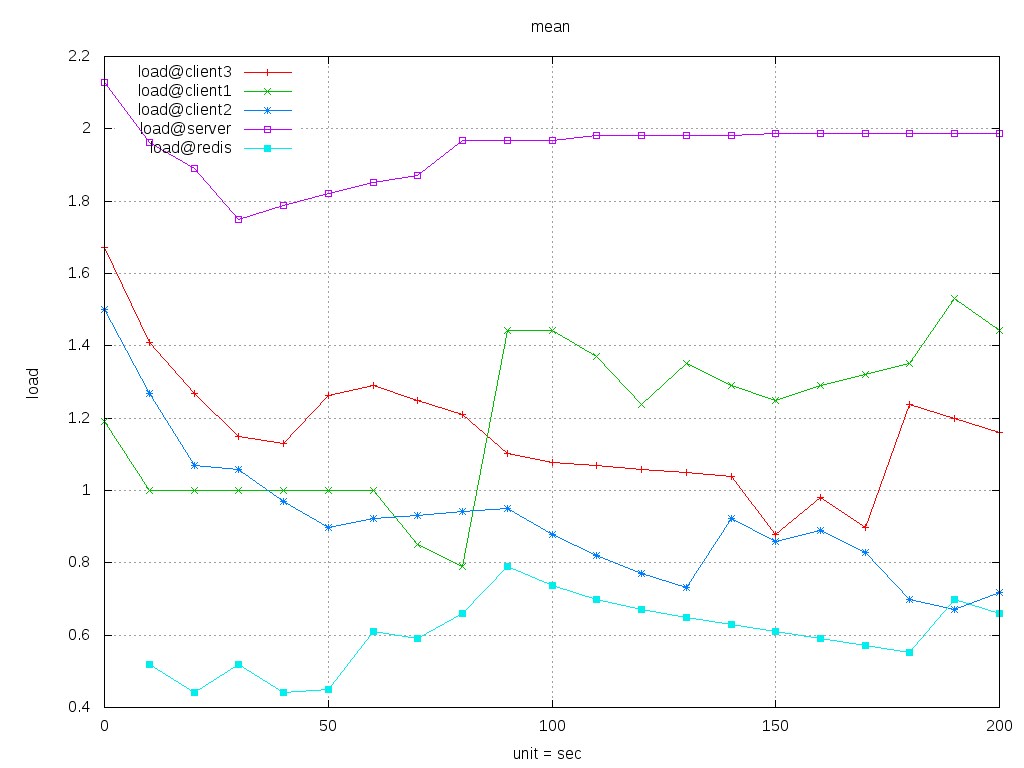 mean
2.2
2
1.8
1.6
1.4
1.2
1
0.8
0.6
0.4
load
load@client3
load@client1
load@client2
load@server
load@redis
0 50 100 150 200
unit = sec